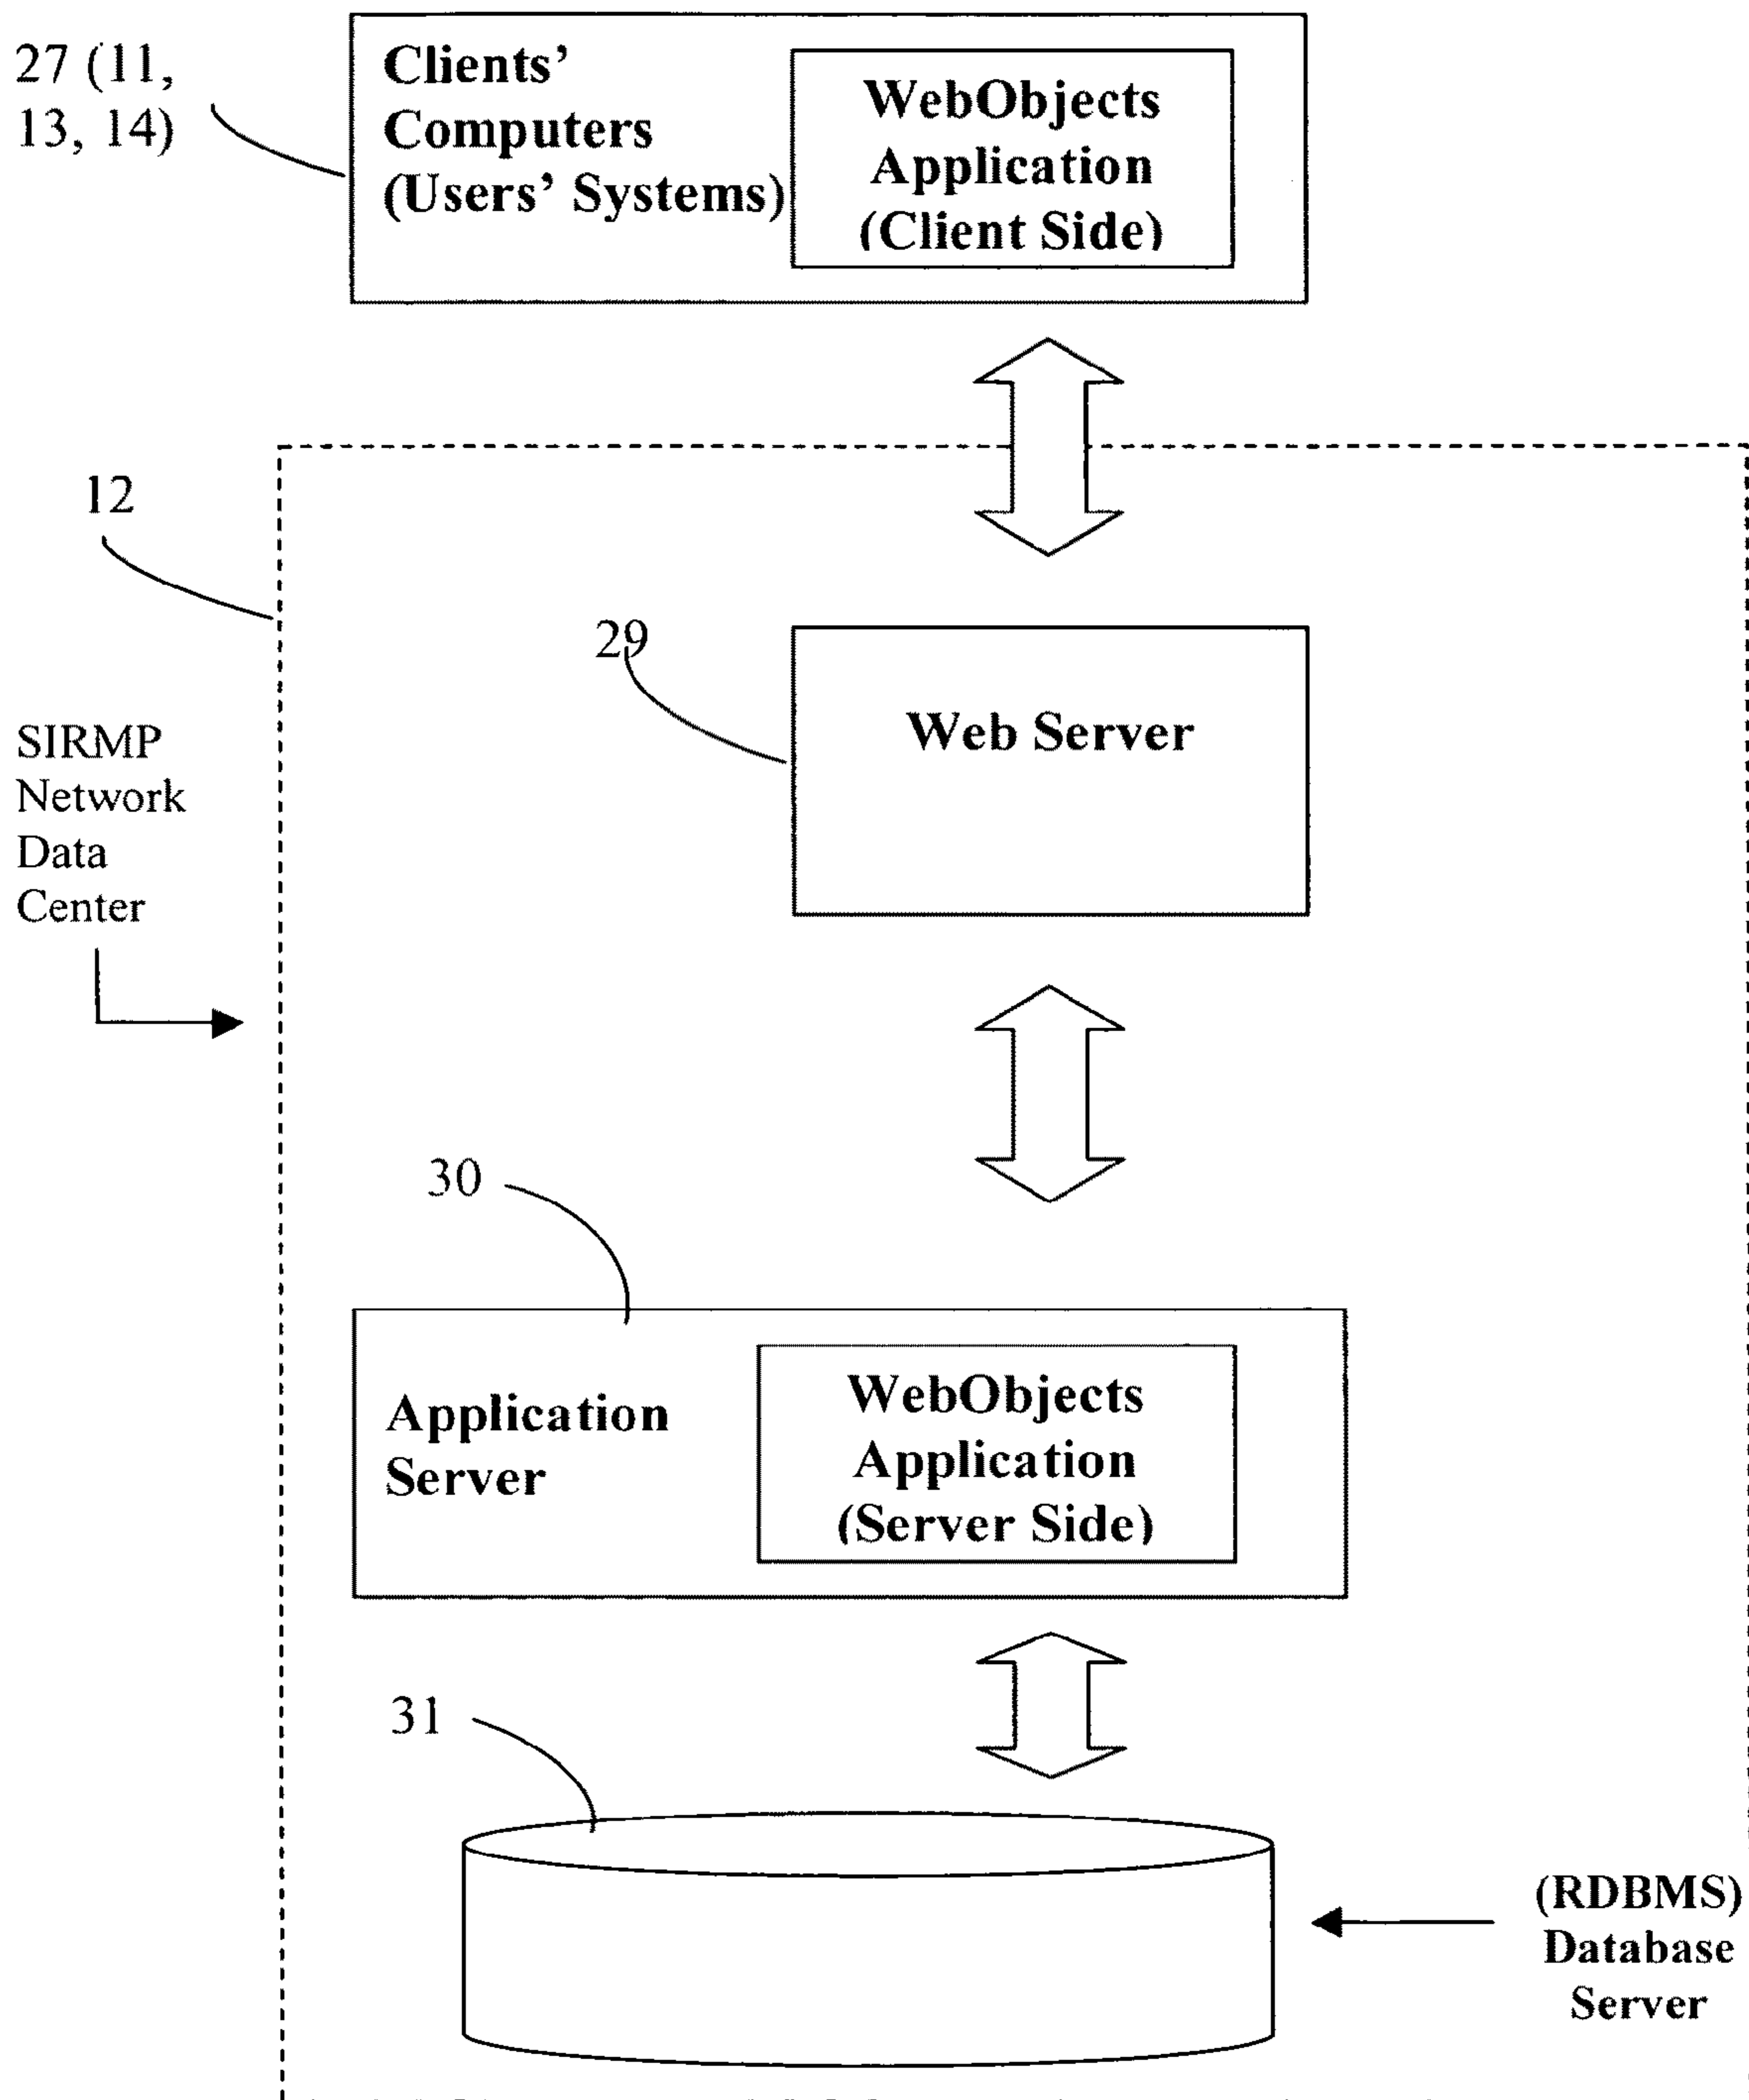 27 (11,
13, 14)
Clients’
Computers
(Users’ Systems)
WebObjects
Application
(Client Side)
12
29
Web Server
SIRMP
Network
Data
Center
30
Application
Server
WebObjects
Application
(Server Side)
31
(RDBMS)
Database
Server